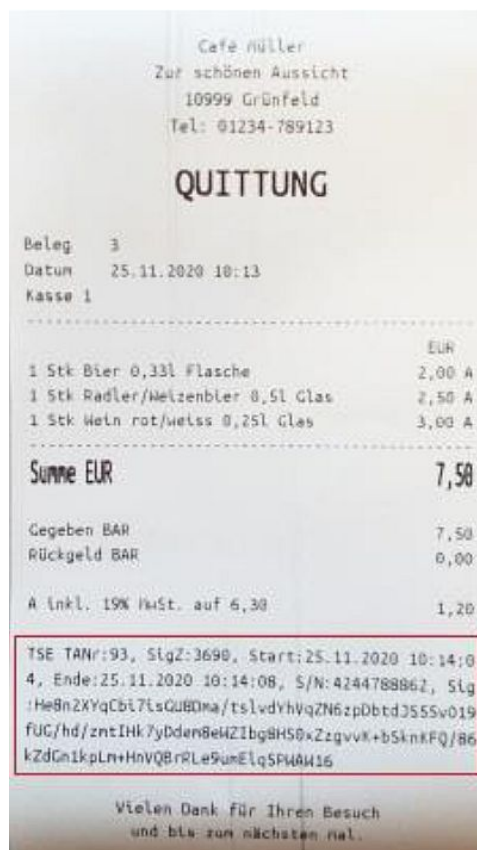 Café Müller
Zur schönen Aussicht
10999 Grünfeld
Tel: 01234-789123
QUITTUNG
Beleg 3
Datum 25.11.2020 10:13
Kasse 1
EUR
1 Stk Bier 0,33l Flasche 2,00 A
1 Stk Radler/Weizenbier 0,5l Glas 2,50 A
1 Stk Wein rot/weiss 0,25l Glas 3,00 A
Summe EUR 7,50
Gegeben BAR 7,50
Rückgeld BAR 0,00
A inkl. 19% MwSt. auf 6,30 1,20
TSE TANr:93, SigZ:3690, Start:25.11.2020 10:14:0
4, Ende:25.11.2020 10:14:08, S/N:4244788862, Sig
Vielen Dank für Ihren Besuch
und bis zum nächsten mal.